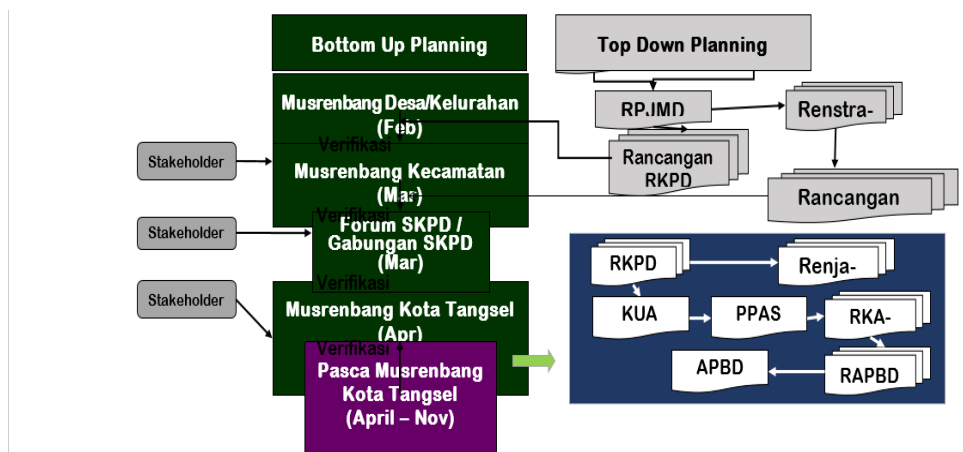 Bottom Up Planning
Top Down Planning
Musrenbang Desa/Kelurahan
(Feb)
Verifikasi
Musrenbang Kecamatan
(Mar)
Verifikasi
Forum SKPD /
Gabungan SKPD
(Mar)
Verifikasi
Musrenbang Kota Tangsel
(Apr)
Verifikasi
Pasca Musrenbang
Kota Tangsel
(April – Nov)
Stakeholder
Stakeholder
Stakeholder
RPJMD
Renstra-
Rancangan
RKPD
Rancangan
RKPD
Renja-
KUA
PPAS
RKA-
APBD
RAPBD